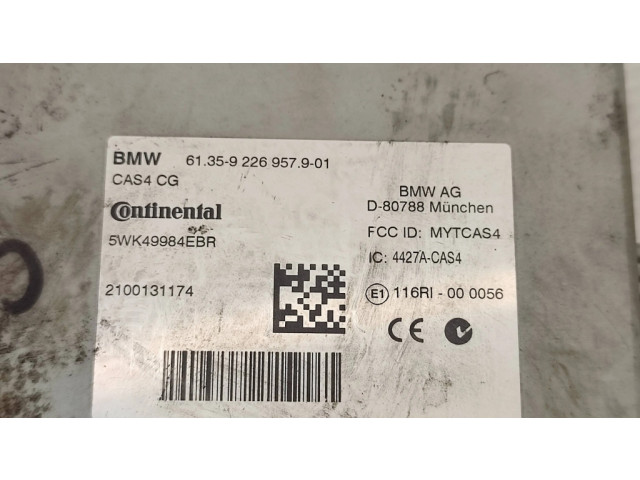 BMW 61.35-9 226 957.9-01
CAS4 CG
Continental
5WK49984EBR
2100131174
BMW AG
D-80788 München
FCC ID: MYTCAS4
IC: 4427A-CAS4
E1 116RI - 00 0056
CE